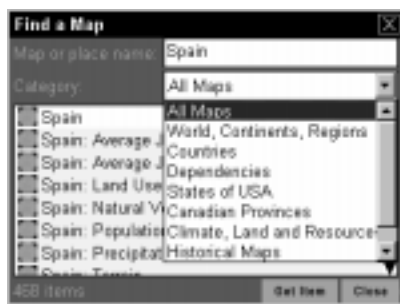 Find a Map
Map or place name: Spain
Category: All Maps
All Maps
World, Continents, Regions
Countries
Dependencies
States of USA
Canadian Provinces
Climate, Land and Resource
Historical Maps
Spain
Spain: Average
Spain: Average
Spain: Land Use
Spain: Natural V
Spain: Population
Spain: Precipitat
Spain: Terrain
468 items
Get Item
Close